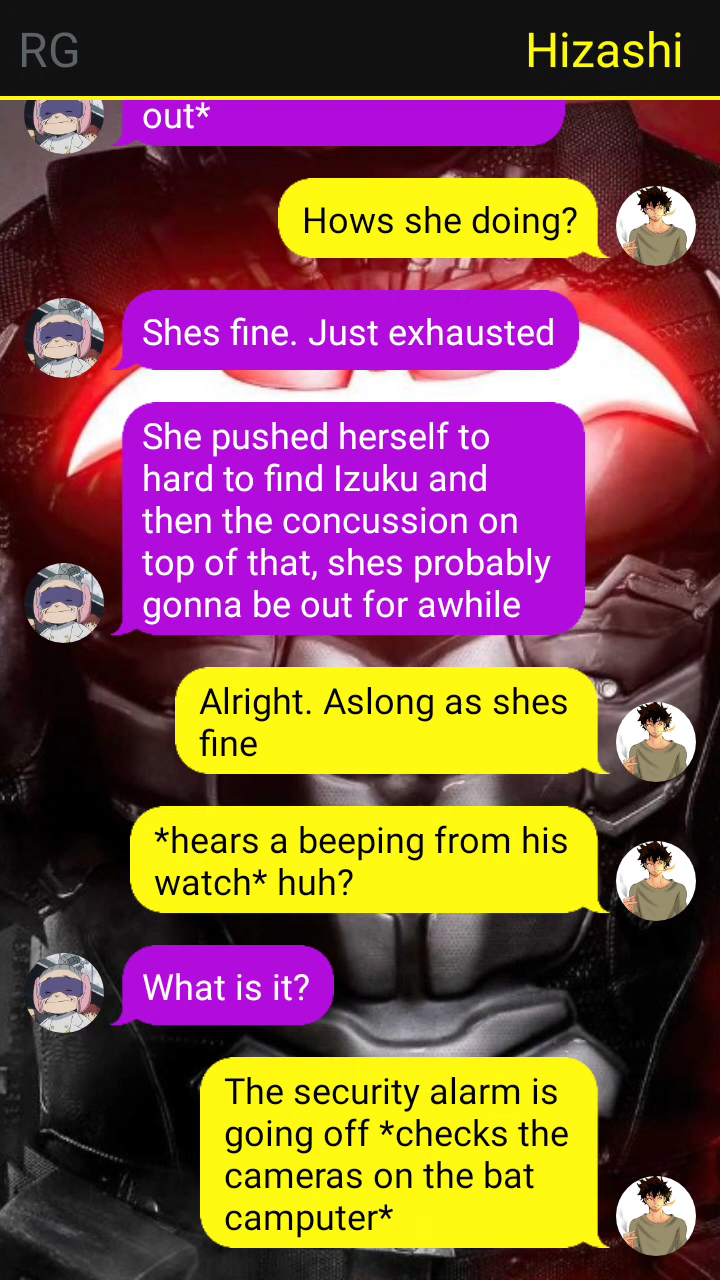 RG
Hizashi
out*
Hows she doing?
Shes fine. Just exhausted
She pushed herself to
hard to find Izuku and
then the concussion on
top of that, shes probably
gonna be out for awhile
Alright. Aslong as shes
fine
*hears a beeping from his
watch* huh?
What is it?
The security alarm is
going off *checks the
cameras on the bat
camputer*